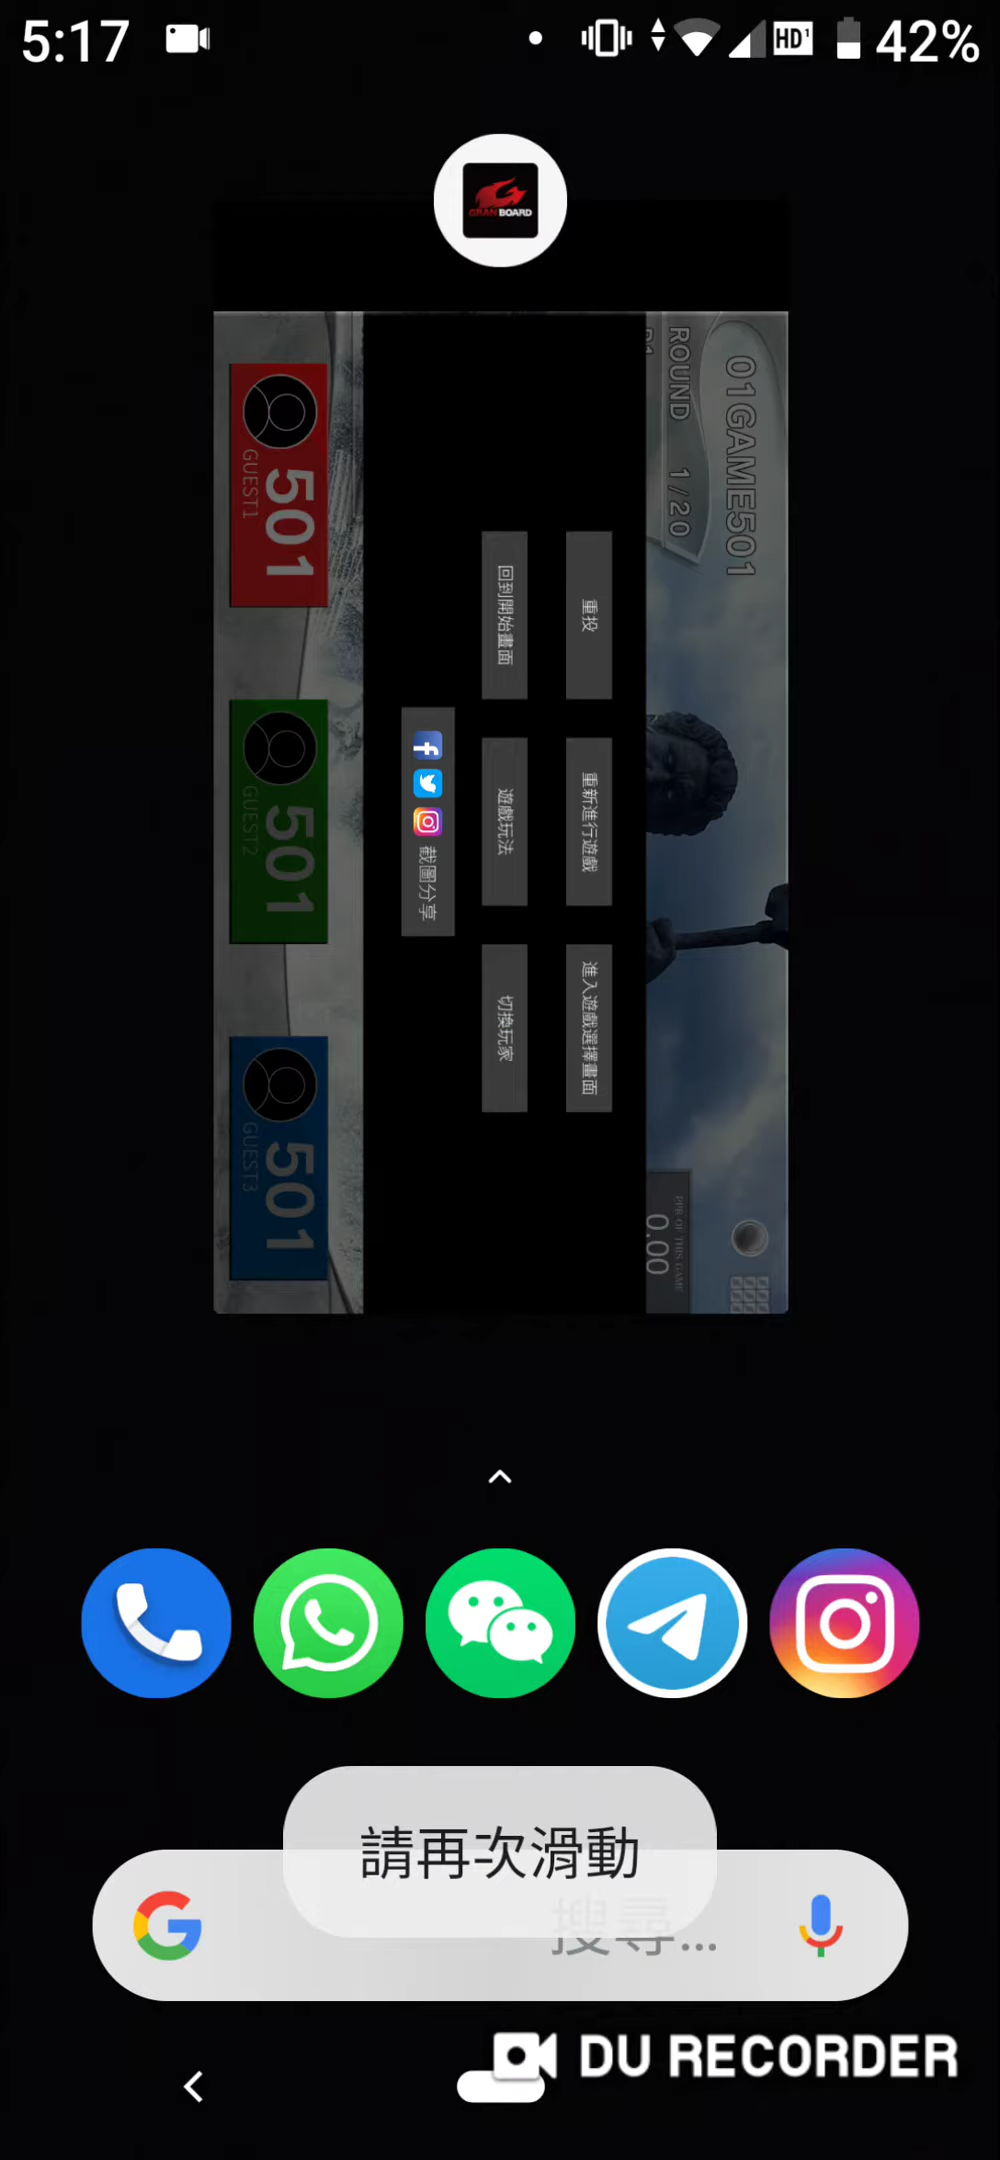 5:17
HD 1
42%
GRAN BOARD
01GAME501
ROUND 1/20
重投
重新進行遊戲
進入遊戲選擇畫面
回到開始畫面
遊戲玩法
切換玩家
截圖分享
501
GUEST1
501
GUEST2
501
GUEST3
PPR OF THIS GAME
0.00
請再次滑動
搜尋...
DU RECORDER